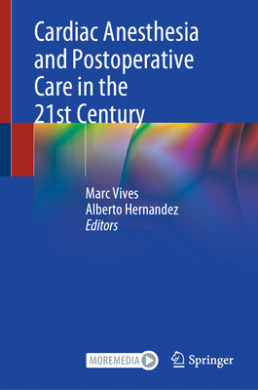 Cardiac Anesthesia
and Postoperative
Care in the
21st Century
Marc Vives
Alberto Hernandez
Editors
MOREMEDIA
Springer